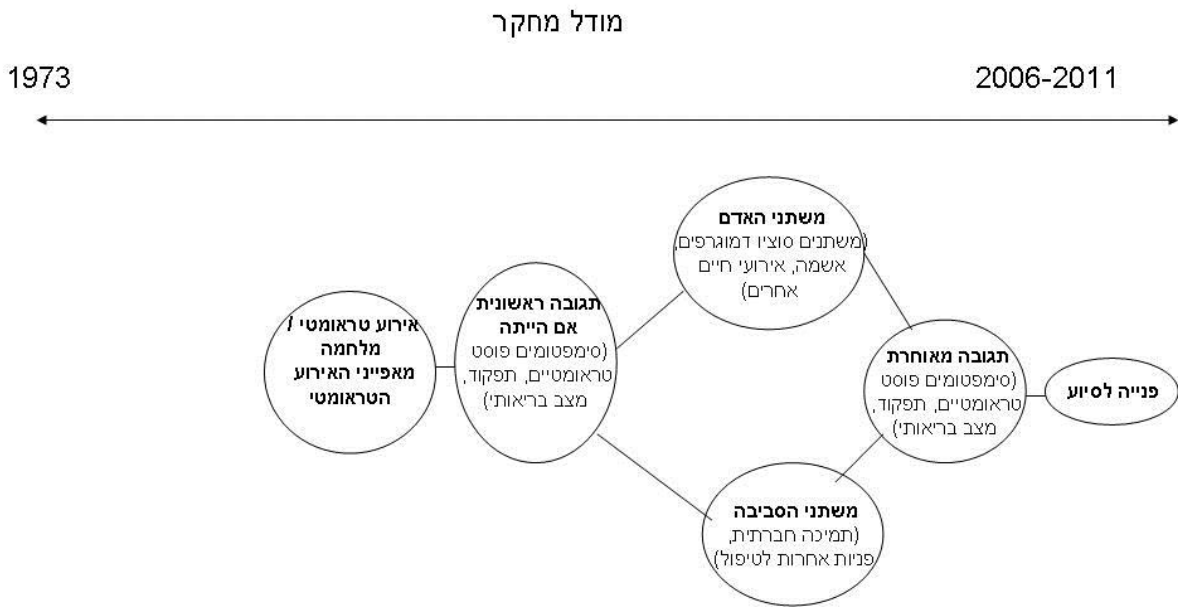 מודל מחקר
1973
2006-2011
משתני האדם
(משתנים סוציו דמוגרפים,
אשמה, אירועי חיים
אחרים)
אירוע טראומטי /
מלחמה
מאפייני האירוע
הטראומטי
תגובה ראשונית
אם הייתה
(סימפטומים פוסט
טראומטיים, תפקוד,
מצב בריאותי)
תגובה מאוחרת
(סימפטומים פוסט
טראומטיים, תפקוד,
מצב בריאותי)
פנייה לסיוע
משתני הסביבה
(תמיכה חברתית,
פניות אחרות לטיפול)